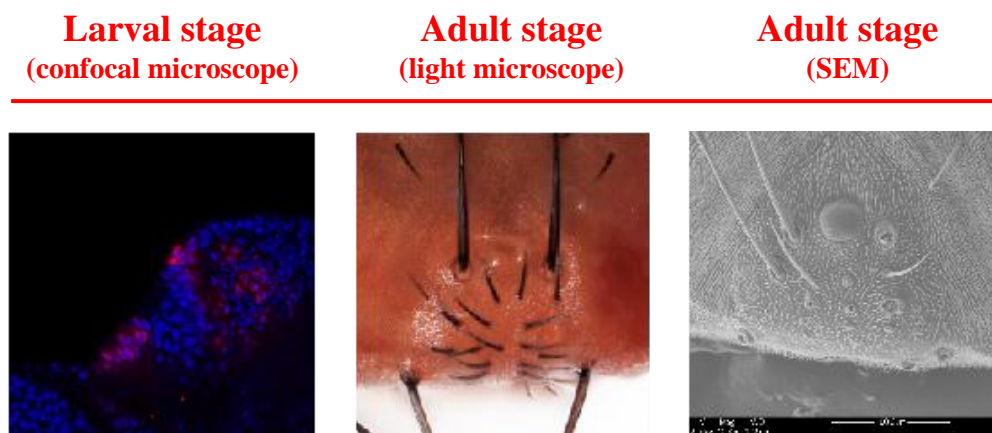 Larval stage
(confocal microscope)
Adult stage
(light microscope)
Adult stage
(SEM)